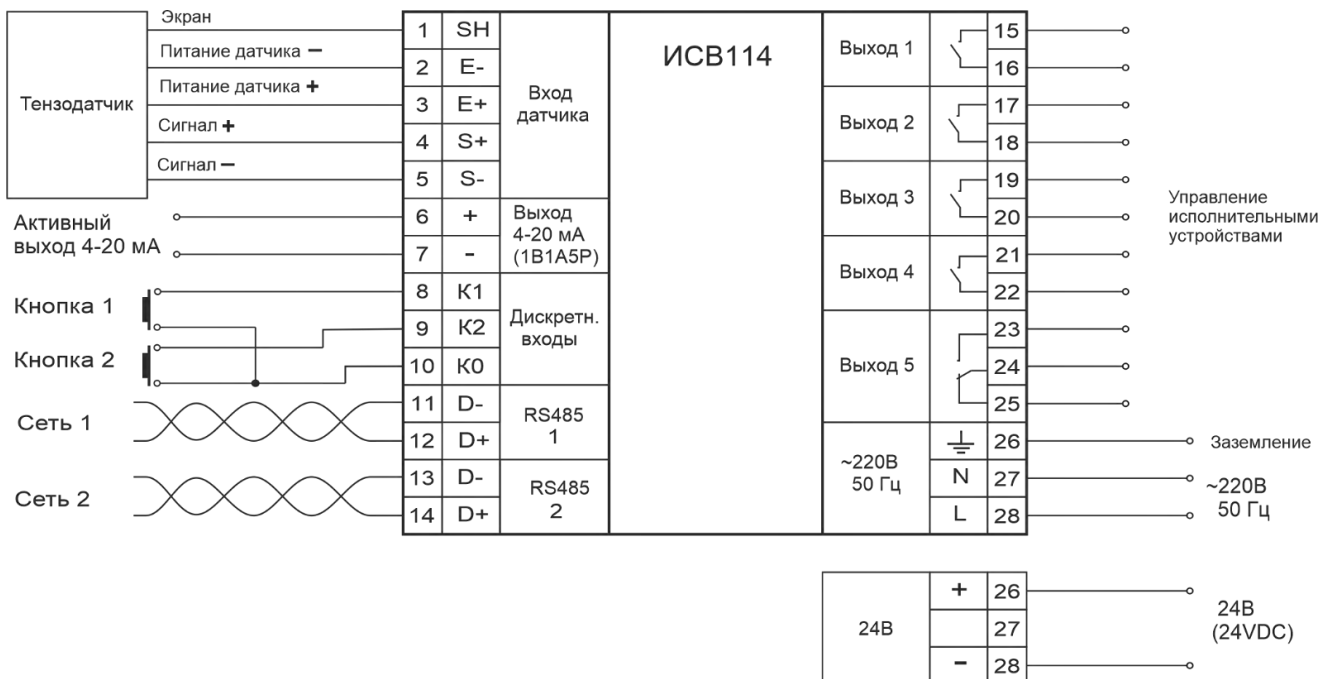 Экран
Питание датчика −
Питание датчика +
Тензодатчик
Сигнал +
Сигнал −
Активный
выход 4-20 мА
Кнопка 1
Кнопка 2
Сеть 1
Сеть 2
1 SH
2 E-
3 E+
4 S+
5 S-
6 +
7 -
8 К1
9 К2
10 К0
11 D-
12 D+
13 D-
14 D+
Вход
датчика
Выход
4-20 мА
(1В1А5Р)
Дискретн.
входы
RS485
1
RS485
2
ИСВ114
Выход 1
Выход 2
Выход 3
Выход 4
Выход 5
~220В
50 Гц
15
16
17
18
19
20
21
22
23
24
25
26
N 27
L 28
Управление
исполнительными
устройствами
Заземление
~220В
50 Гц
24В
+ 26
27
− 28
24В
(24VDC)